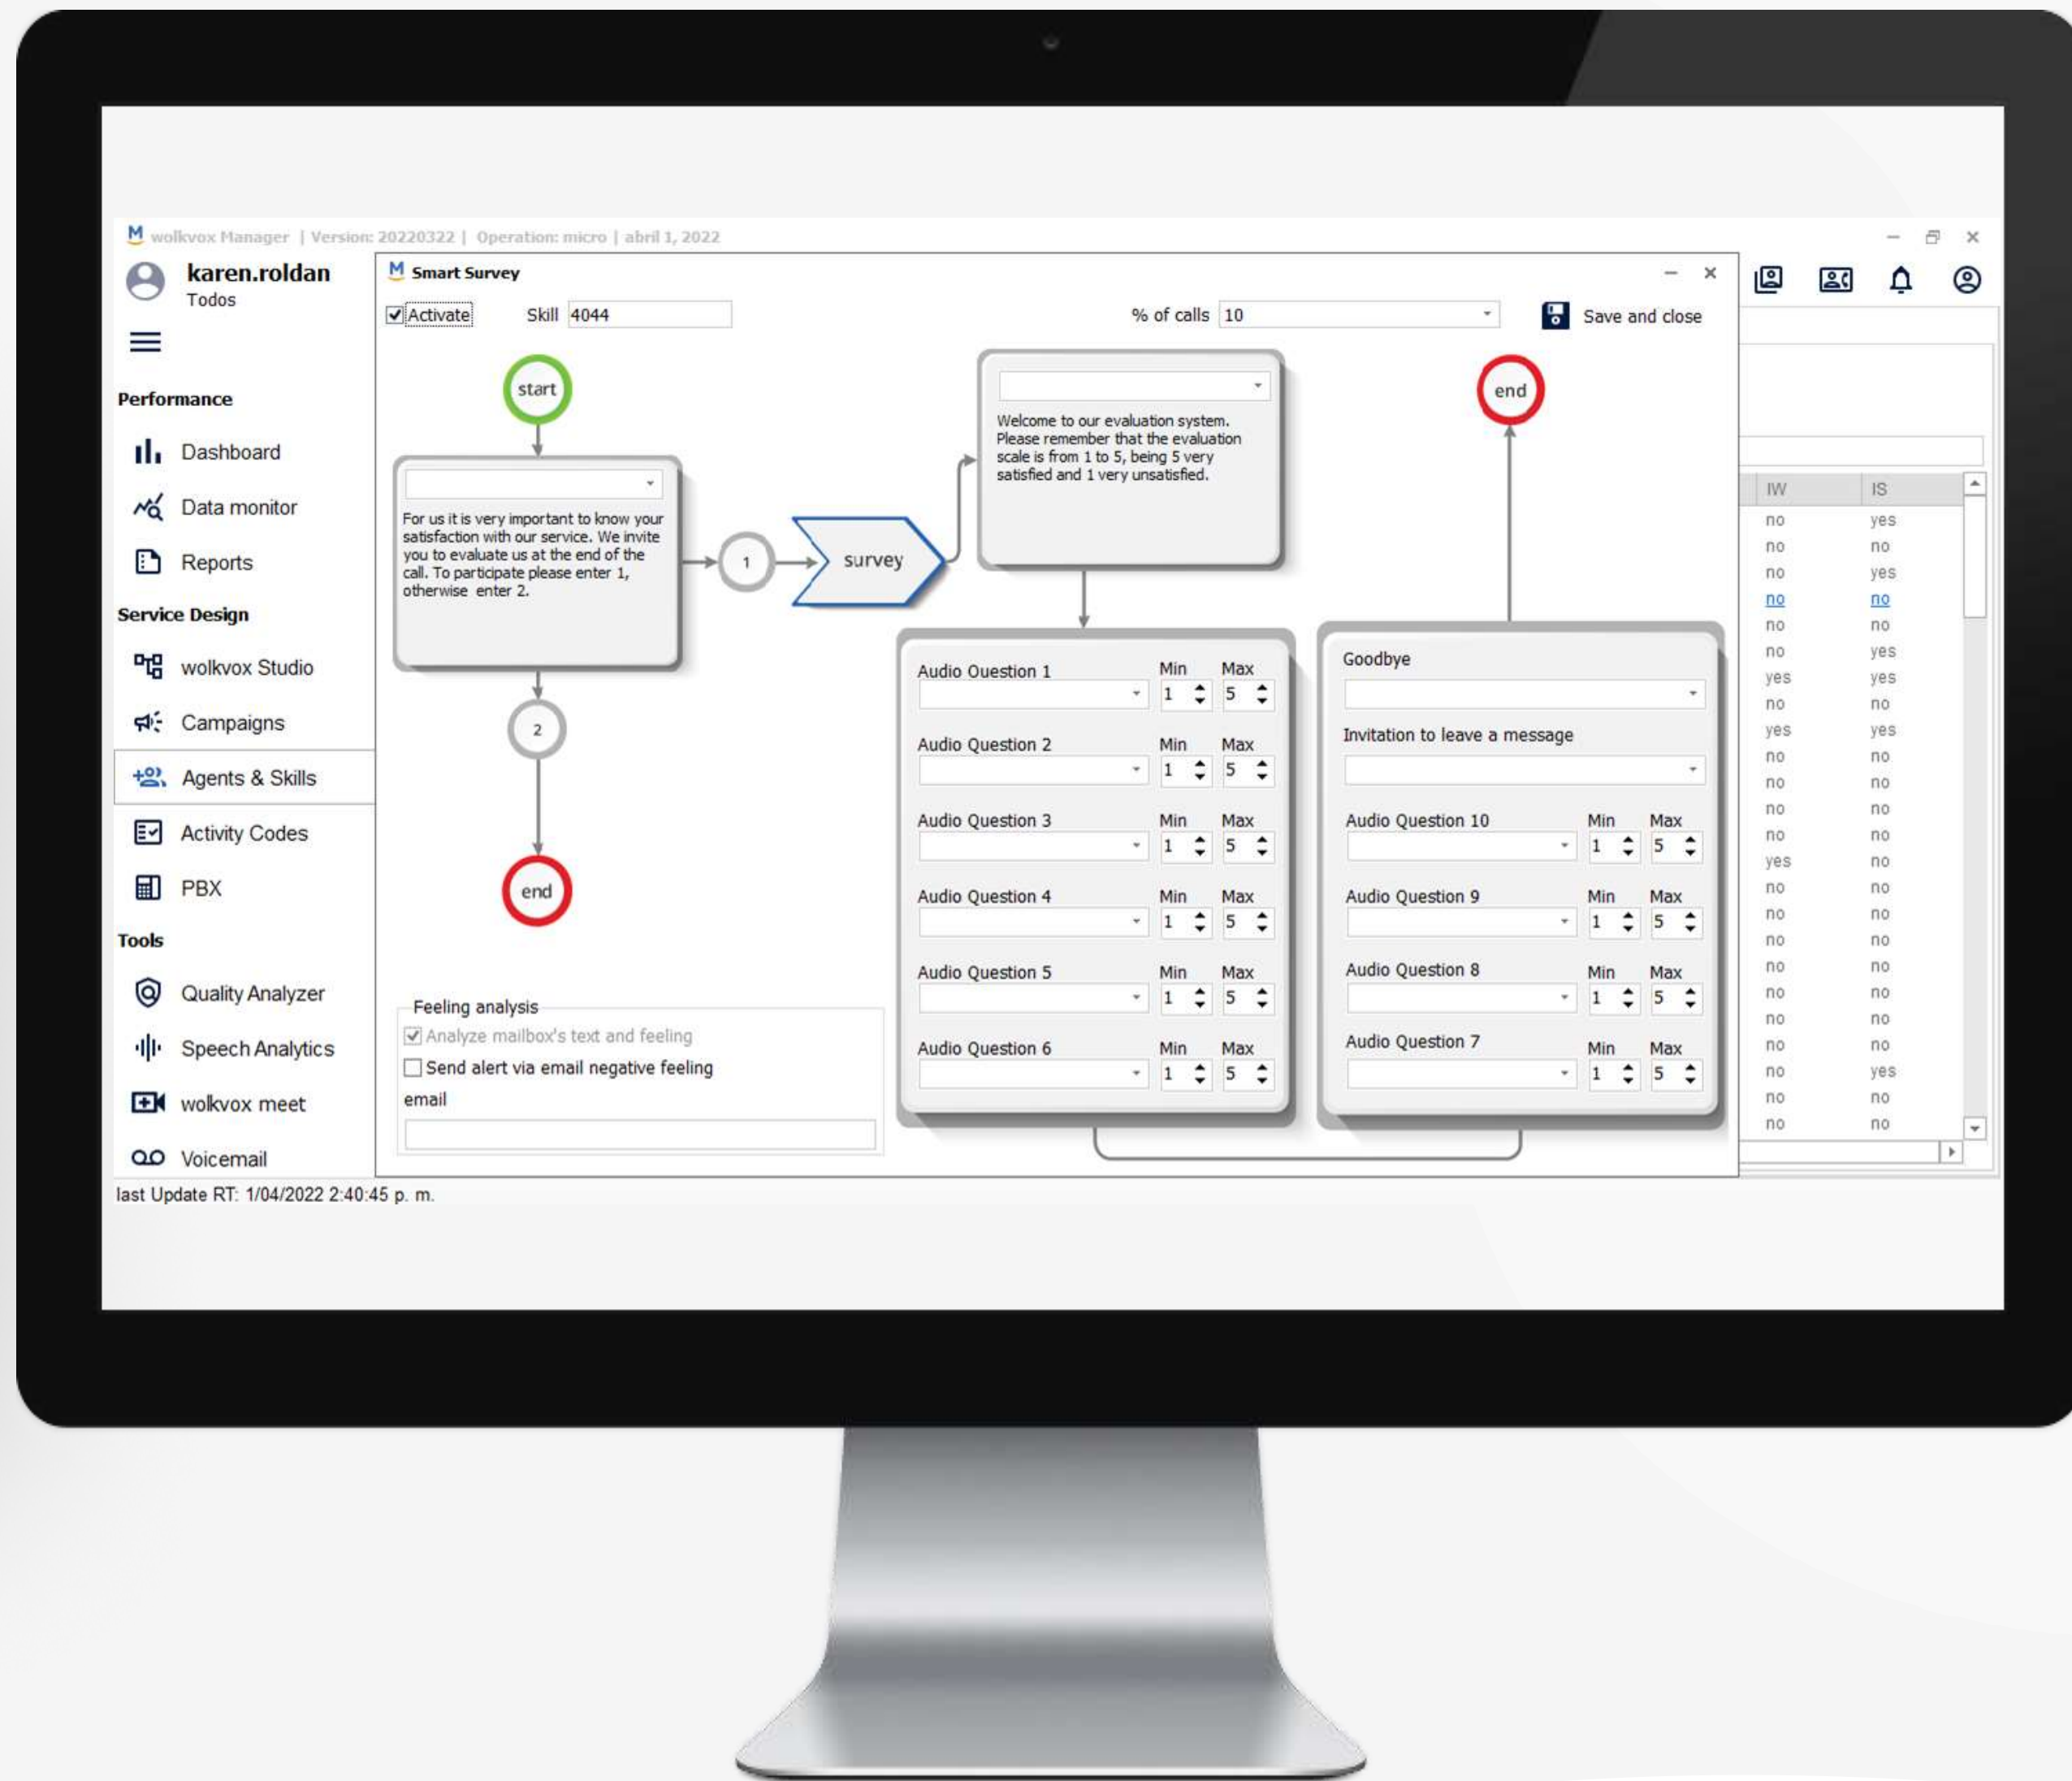 M wolkvox Manager | Version: 20220322 | Operation: micro | abril 1, 2022
karen.roldan
Todos
Performance
Dashboard
Data monitor
Reports
Service Design
wolkvox Studio
Campaigns
Agents & Skills
Activity Codes
PBX
Tools
Quality Analyzer
Speech Analytics
wolkvox meet
Voicemail
last Update RT: 1/04/2022 2:40:45 p. m.
M Smart Survey
Activate
Skill 4044
% of calls 10
Save and close
start
For us it is very important to know your
satisfaction with our service. We invite
you to evaluate us at the end of the
call. To participate please enter 1,
otherwise enter 2.
1
survey
2
end
Welcome to our evaluation system.
Please remember that the evaluation
scale is from 1 to 5, being 5 very
satisfied and 1 very unsatisfied.
end
Audio Question 1 Min Max
1 5
Audio Question 2 Min Max
1 5
Audio Question 3 Min Max
1 5
Audio Question 4 Min Max
1 5
Audio Question 5 Min Max
1 5
Audio Question 6 Min Max
1 5
Goodbye
Invitation to leave a message
Audio Question 10 Min Max
1 5
Audio Question 9 Min Max
1 5
Audio Question 8 Min Max
1 5
Audio Question 7 Min Max
1 5
Feeling analysis
Analyze mailbox's text and feeling
Send alert via email negative feeling
email
IW IS
no yes
no no
no yes
no no
no no
no yes
yes yes
no no
yes yes
no no
no no
no no
no no
yes no
no no
no no
no no
no no
no no
no no
no no
no yes
no no
no no